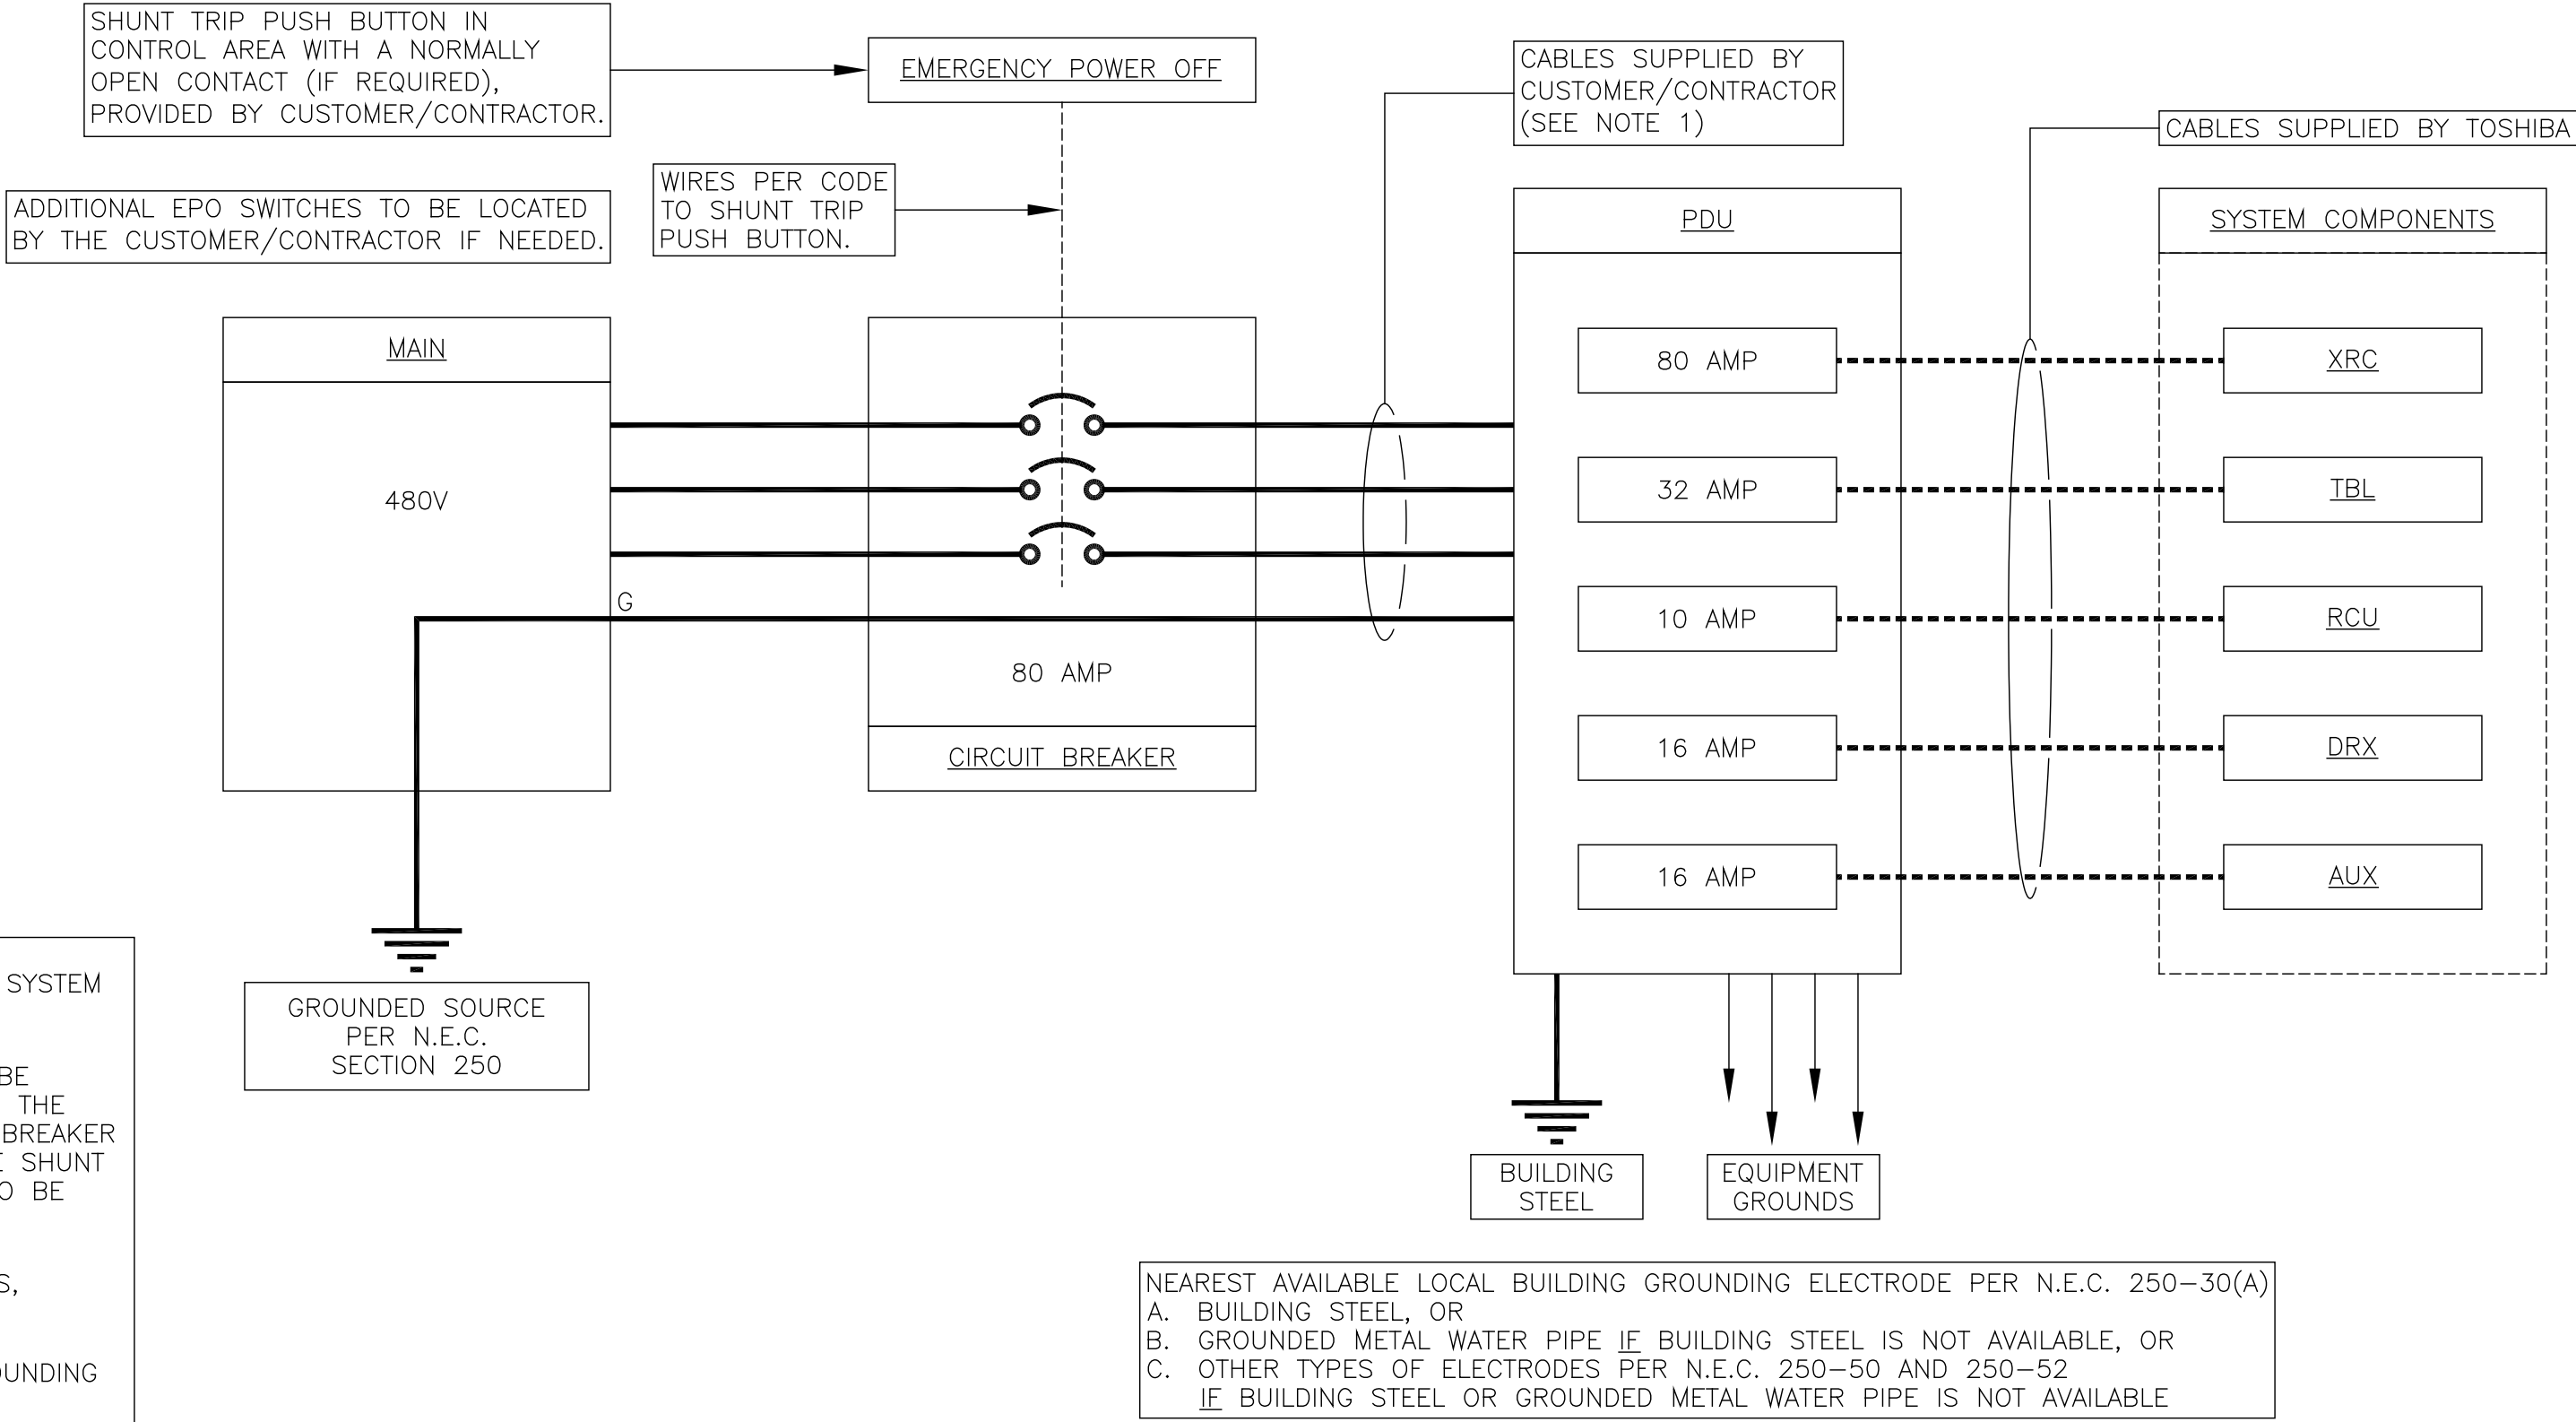 SHUNT TRIP PUSH BUTTON IN
CONTROL AREA WITH A NORMALLY
OPEN CONTACT (IF REQUIRED),
PROVIDED BY CUSTOMER/CONTRACTOR.
EMERGENCY POWER OFF
CABLES SUPPLIED BY
CUSTOMER/CONTRACTOR
(SEE NOTE 1)
CABLES SUPPLIED BY TOSHIBA
ADDITIONAL EPO SWITCHES TO BE LOCATED
BY THE CUSTOMER/CONTRACTOR IF NEEDED.
WIRES PER CODE
TO SHUNT TRIP
PUSH BUTTON.
MAIN
480V
G
80 AMP
CIRCUIT BREAKER
PDU
80 AMP
32 AMP
10 AMP
16 AMP
16 AMP
SYSTEM COMPONENTS
XRC
TBL
RCU
DRX
AUX
GROUNDED SOURCE
PER N.E.C.
SECTION 250
BUILDING
STEEL
EQUIPMENT
GROUNDS
SYSTEM
BE
THE
BREAKER
SHUNT
BE
NEAREST AVAILABLE LOCAL BUILDING GROUNDING ELECTRODE PER N.E.C. 250-30(A)
A. BUILDING STEEL, OR
B. GROUNDED METAL WATER PIPE IF BUILDING STEEL IS NOT AVAILABLE, OR
C. OTHER TYPES OF ELECTRODES PER N.E.C. 250-50 AND 250-52
IF BUILDING STEEL OR GROUNDED METAL WATER PIPE IS NOT AVAILABLE